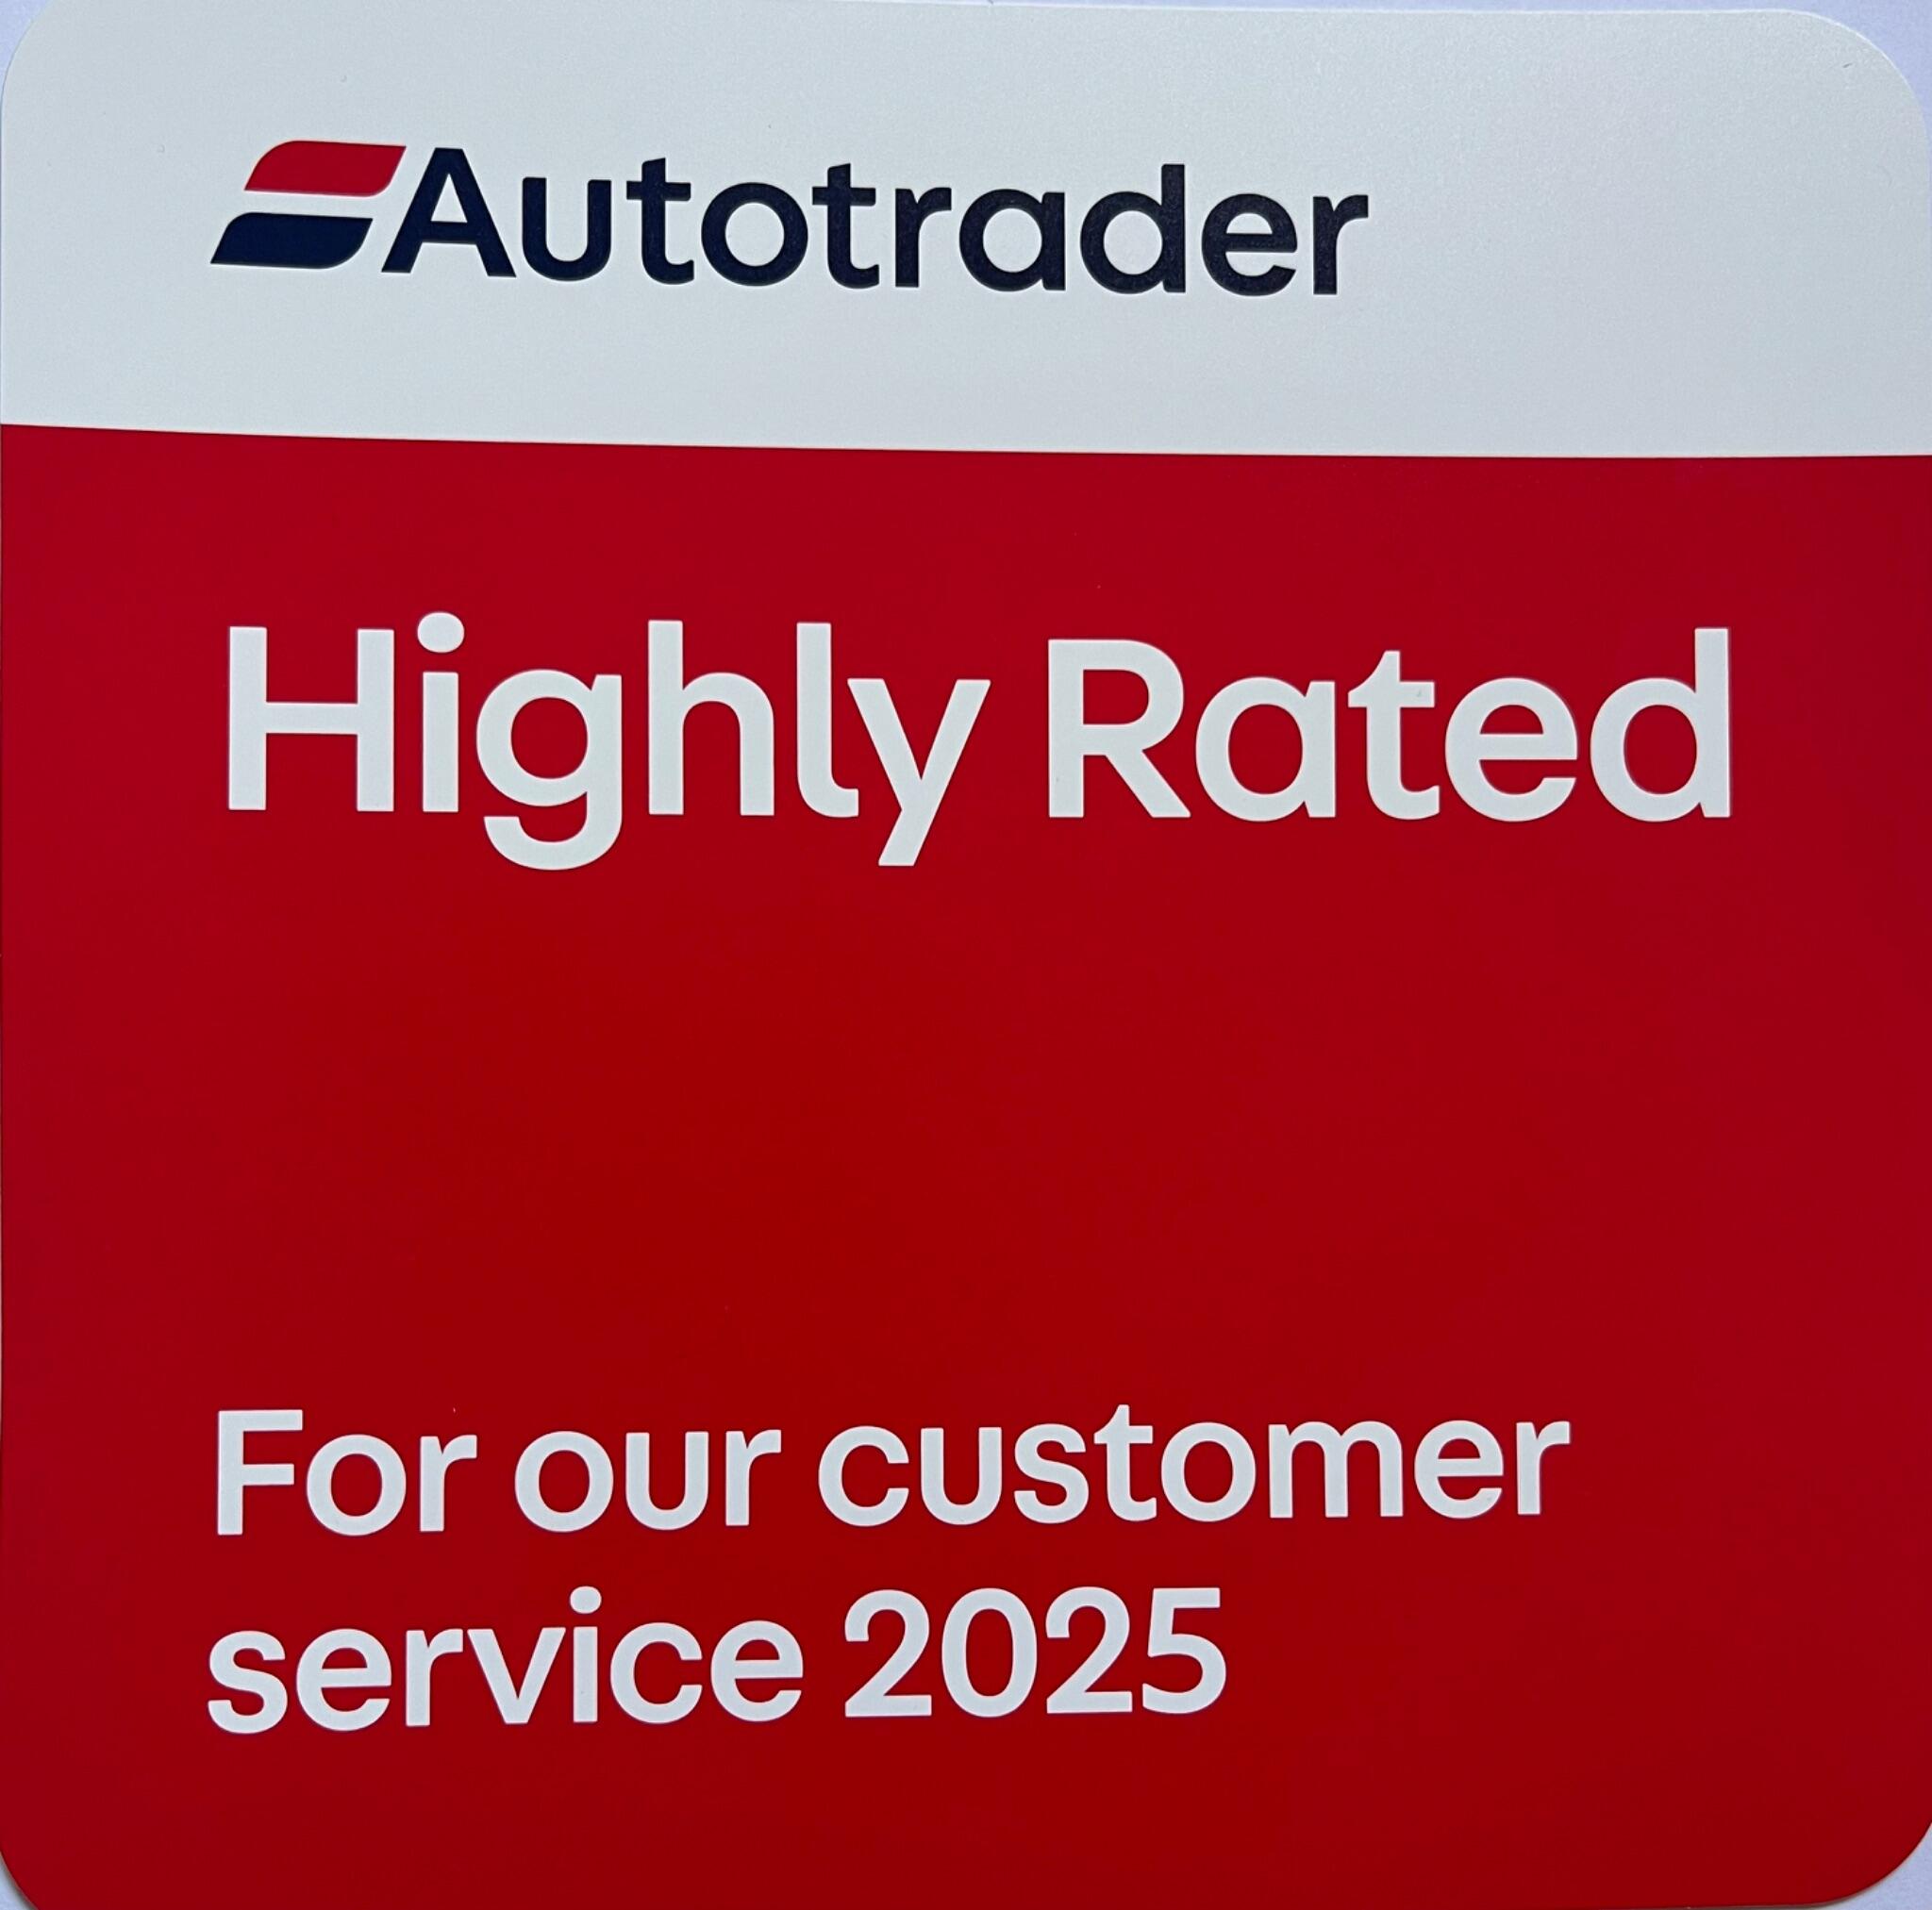 Autotrader
Highly Rated
For our customer
service 2025